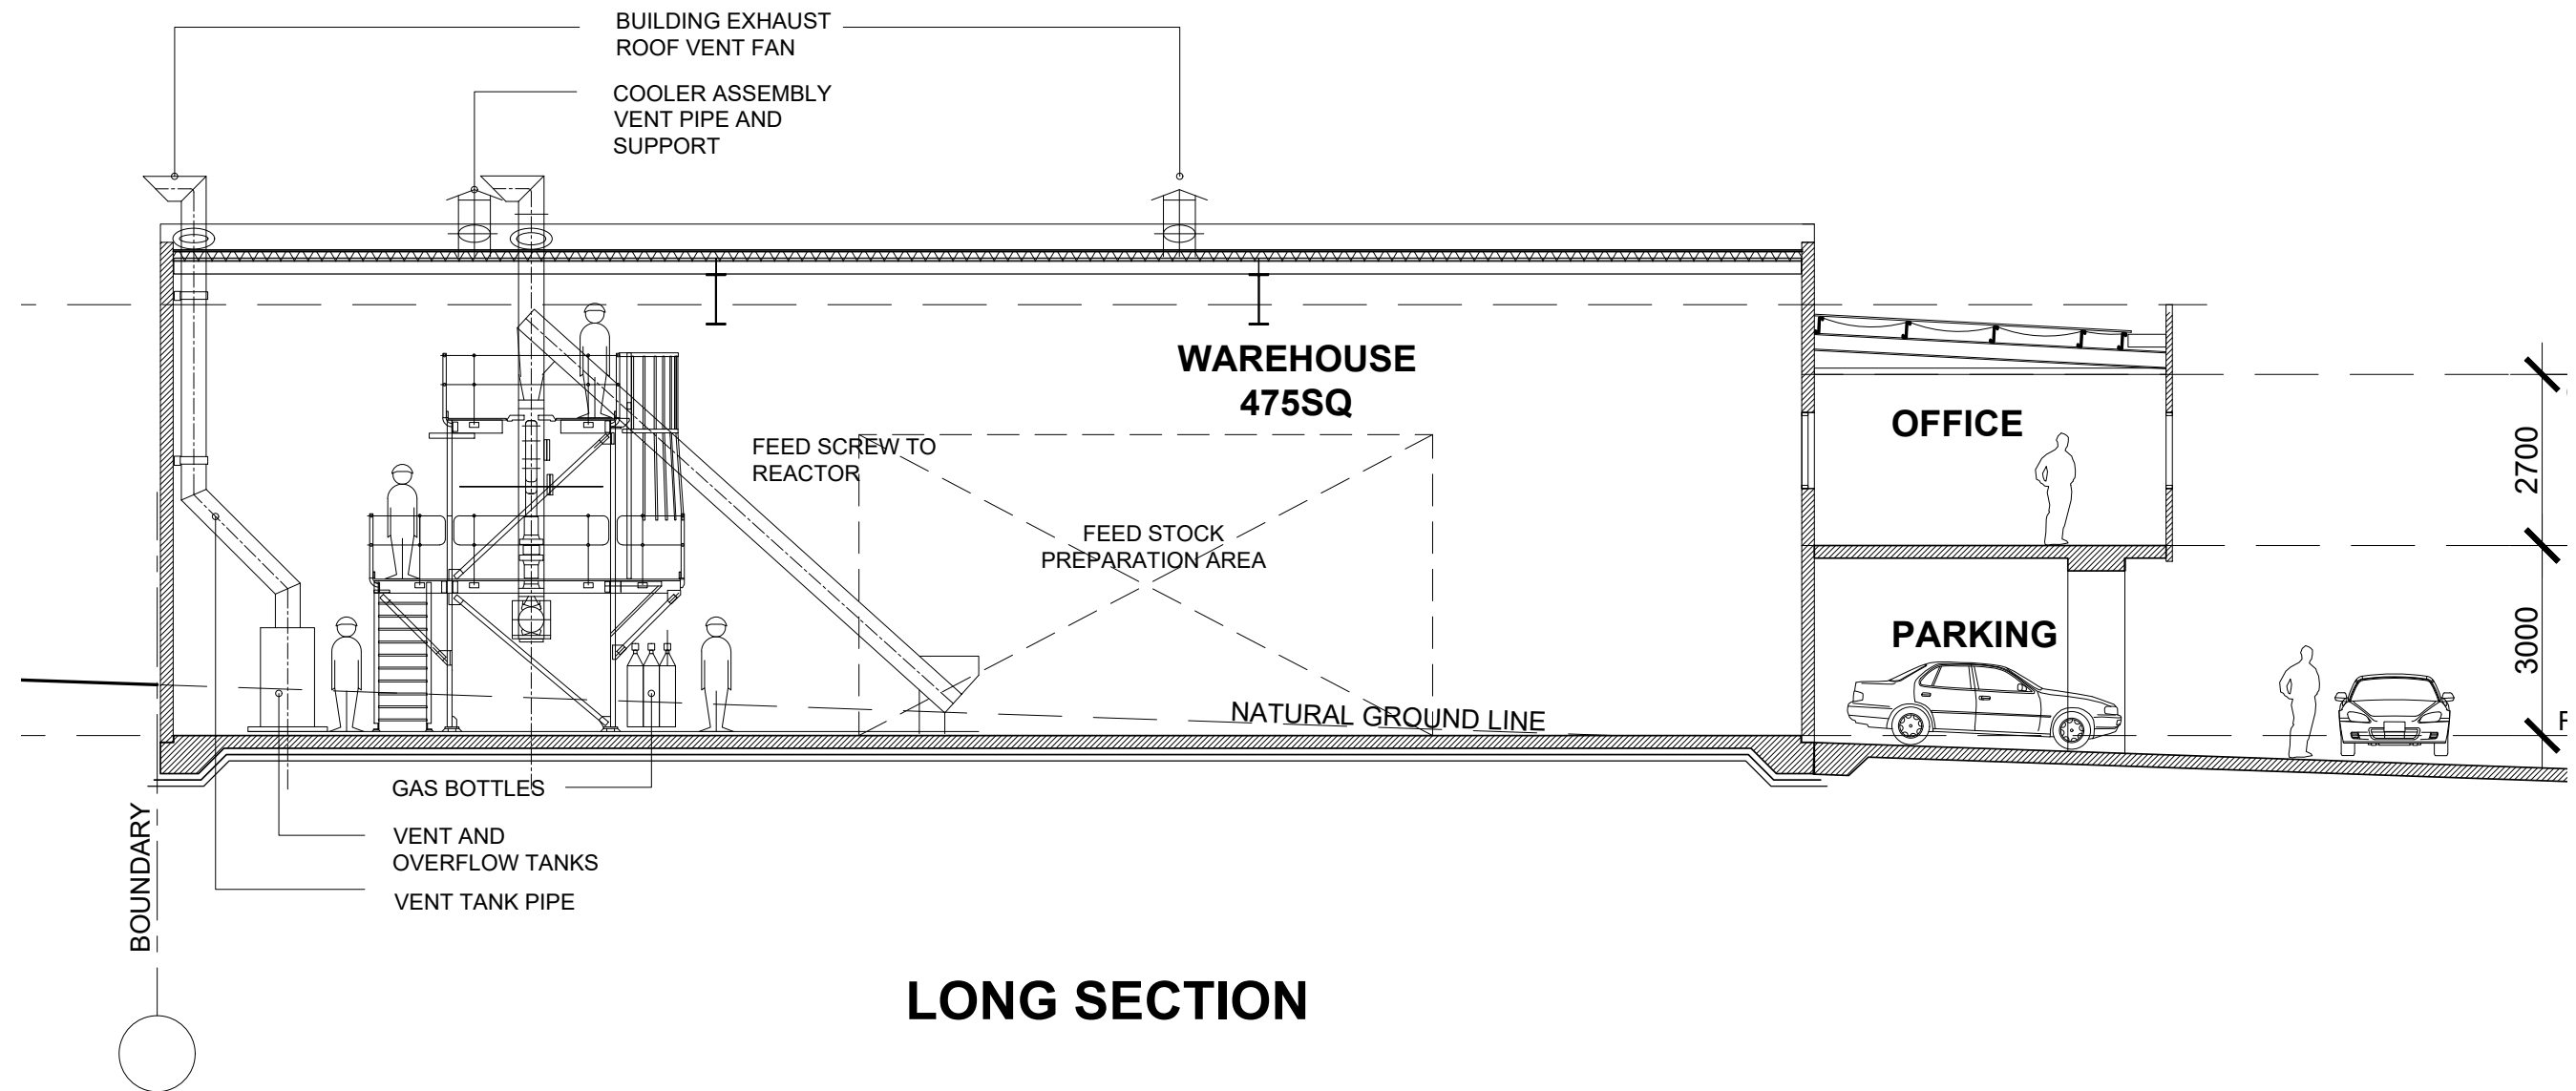 BUILDING EXHAUST
ROOF VENT FAN
COOLER ASSEMBLY
VENT PIPE AND
SUPPORT
WAREHOUSE
475SQ
FEED SCREW TO
REACTOR
FEED STOCK
PREPARATION AREA
OFFICE
2700
PARKING
3000
NATURAL GROUND LINE
GAS BOTTLES
VENT AND
OVERFLOW TANKS
VENT TANK PIPE
BOUNDARY
LONG SECTION